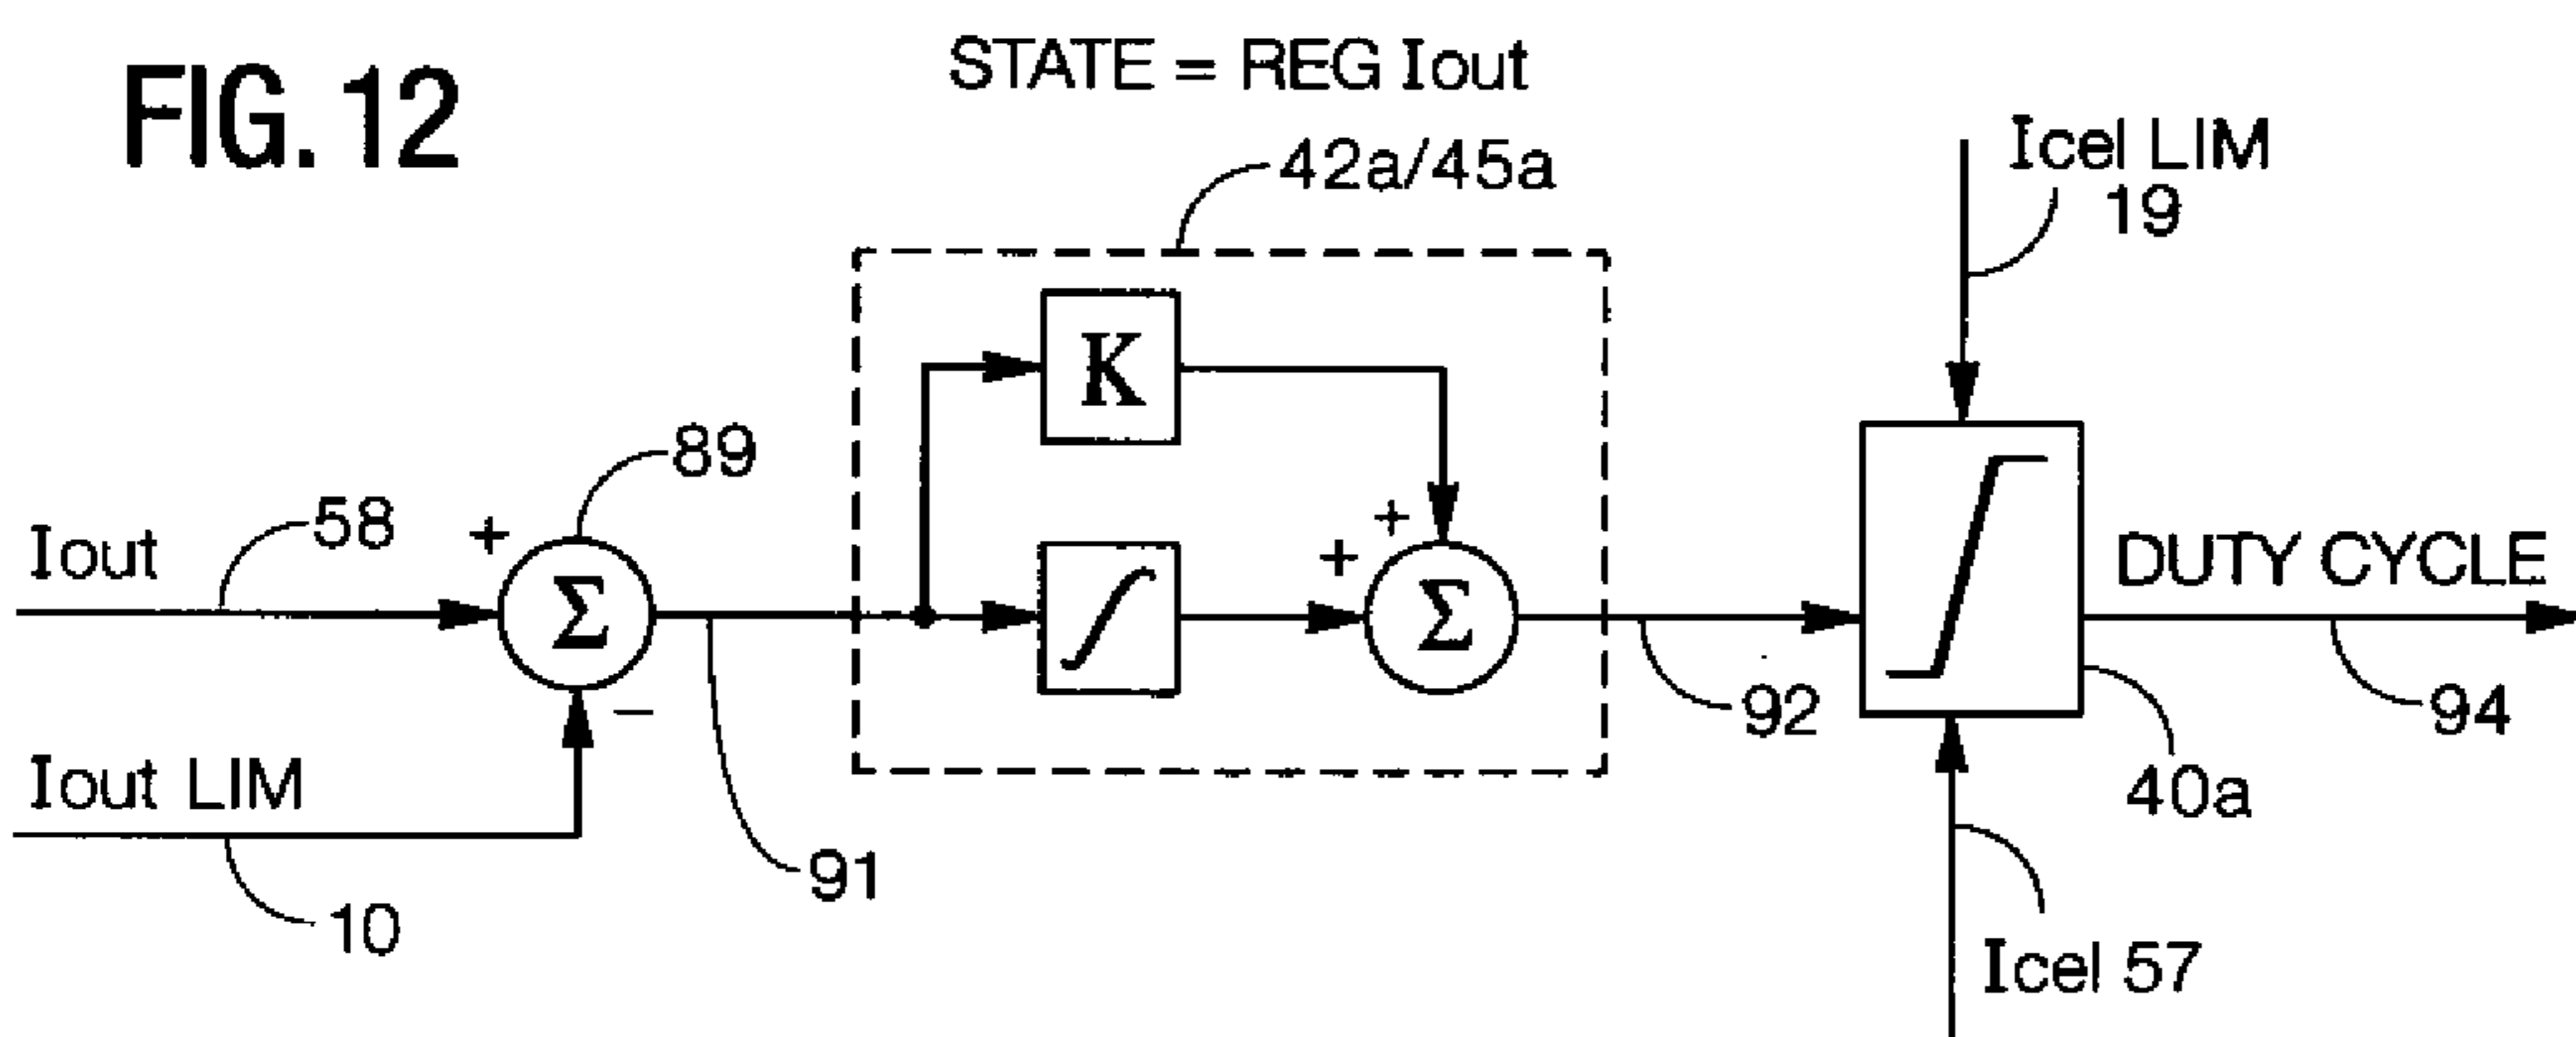 FIG. 12
STATE = REG Iout
42a/45a
Icel LIM
19
K
89
+
58
Iout
Σ
+
+
∫
Σ
DUTY CYCLE
–
92
94
Iout LIM
40a
91
10
Icel 57